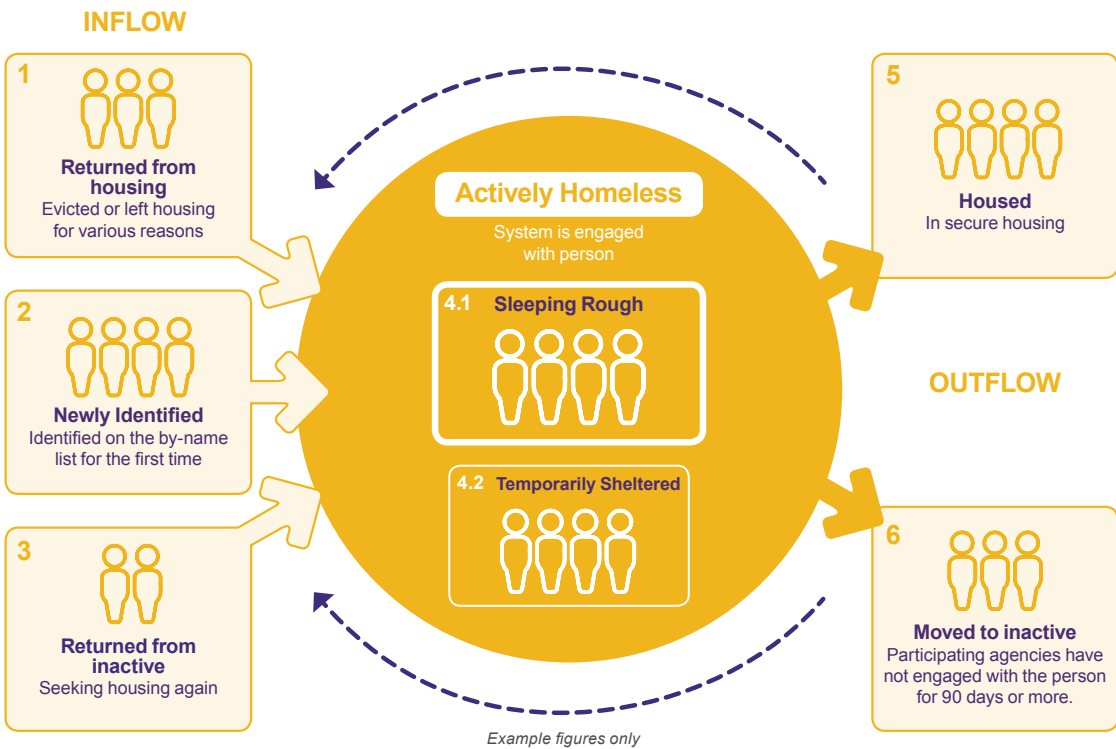 INFLOW
1
Returned from
housing
Evicted or left housing
for various reasons
2
Newly Identified
Identified on the by-name
list for the first time
3
Returned from
inactive
Seeking housing again
Actively Homeless
System is engaged
with person
4.1 Sleeping Rough
4.2 Temporarily Sheltered
5
Housed
In secure housing
OUTFLOW
6
Moved to inactive
Participating agencies have
not engaged with the person
for 90 days or more.
Example figures only